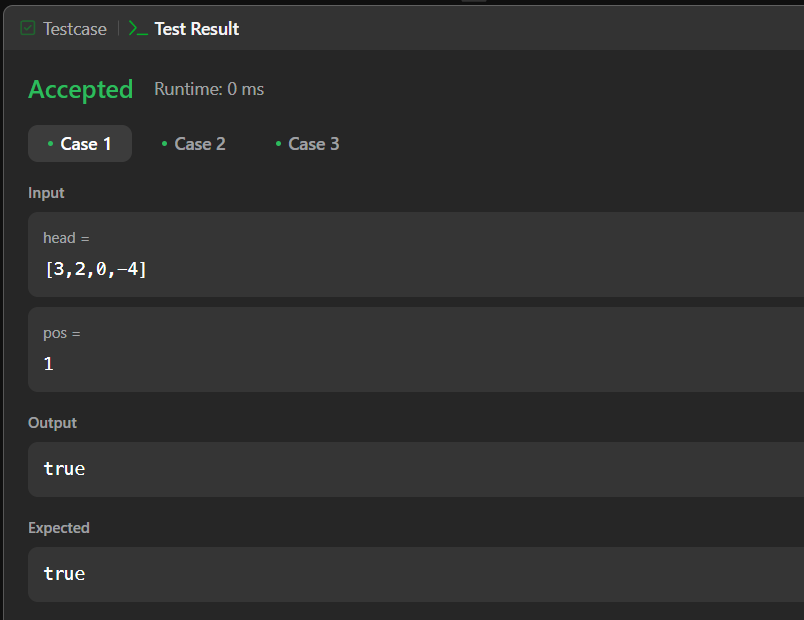 Testcase Test Result
Accepted Runtime: 0 ms
Case 1 Case 2 Case 3
Input
head =
[3,2,0,-4]
pos =
1
Output
true
Expected
true